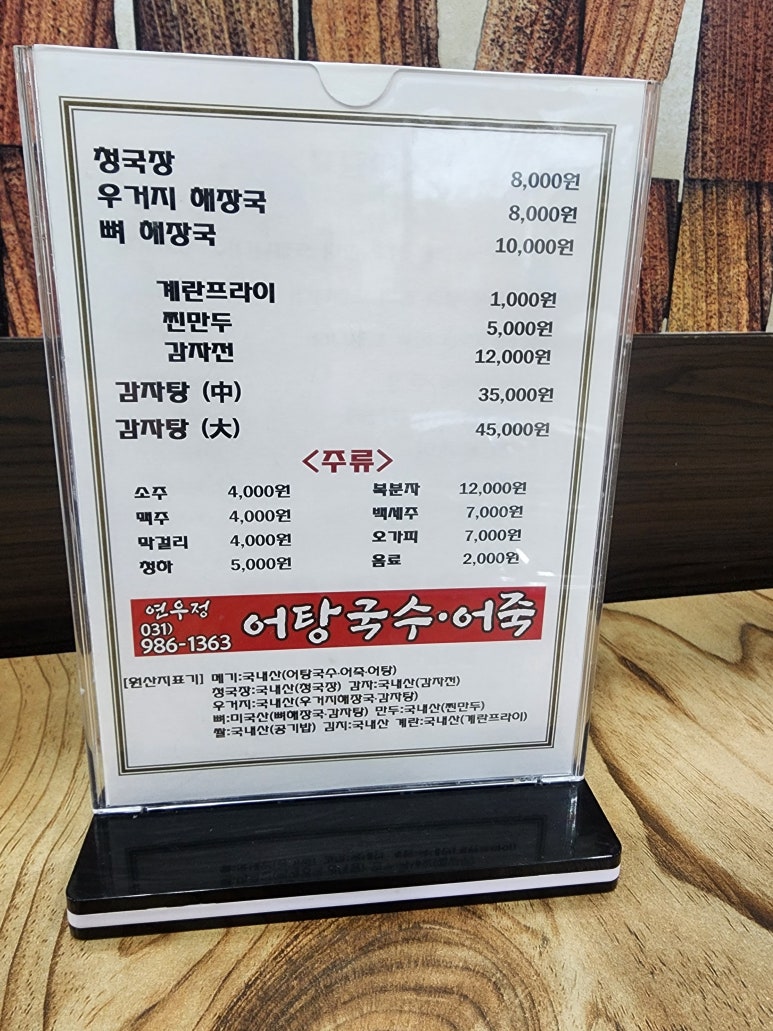 청국장 8,000원
우거지 해장국 8,000원
뼈 해장국 10,000원
계란프라이 1,000원
찐만두 5,000원
감자전 12,000원
감자탕 (中) 35,000원
감자탕 (大) 45,000원
<주류>
소주 4,000원 복분자 12,000원
맥주 4,000원 백세주 7,000원
막걸리 4,000원 오가피 7,000원
청하 5,000원 음료 2,000원
연우정
031)
986-1363 어탕국수·어죽
[원산지표기] 메기:국내산(어탕국수·어죽·어탕)
청국장:국내산(청국장) 감자:국내산(감자전)
우거지:국내산(우거지해장국·감자탕)
뼈:미국산(뼈해장국·감자탕) 만두:국내산(찐만두)
쌀:국내산(공기밥) 김치:국내산 계란:국내산(계란프라이)